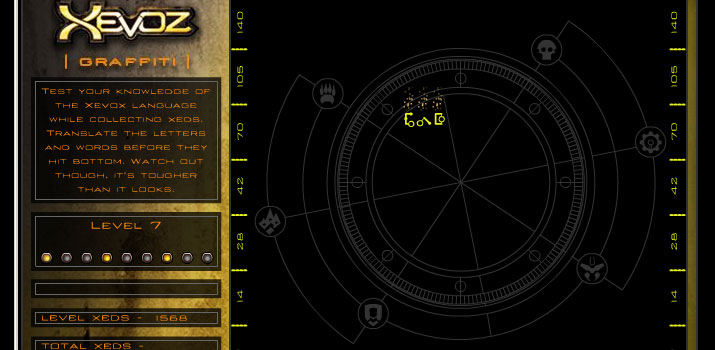 XEVOZ
| GRAFFITI |
TEST YOUR KNOWLEDGE OF
THE XEVOX LANGUAGE
WHILE COLLECTING XEDS.
TRANSLATE THE LETTERS
AND WORDS BEFORE THEY
HIT BOTTOM. WATCH OUT
THOUGH, IT'S TOUGHER
THAN IT LOOKS.
LEVEL 7
LEVEL XEDS - 1568
TOTAL XEDS -
140
105
70
42
28
14
140
105
70
42
28
14